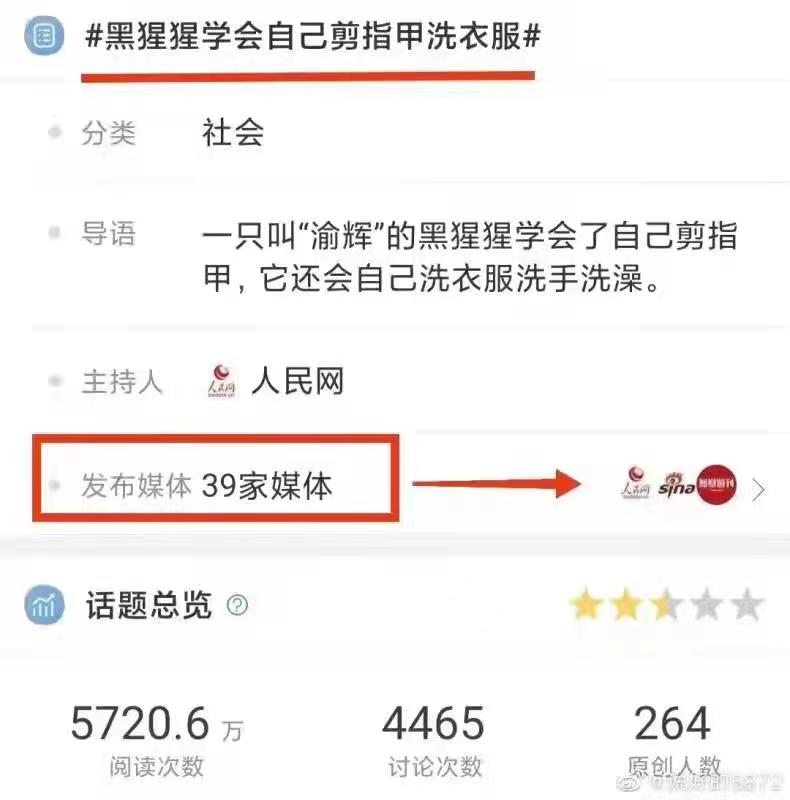 #黑猩猩学会自己剪指甲洗衣服#
分类 社会
导语 一只叫“渝辉”的黑猩猩学会了自己剪指
甲，它还会自己洗衣服洗手洗澡。
主持人 人民网 人民网
发布媒体 39家媒体 人民网 sina
话题总览 ?
5720.6 万 4465 264
阅读次数 讨论次数 原创人数